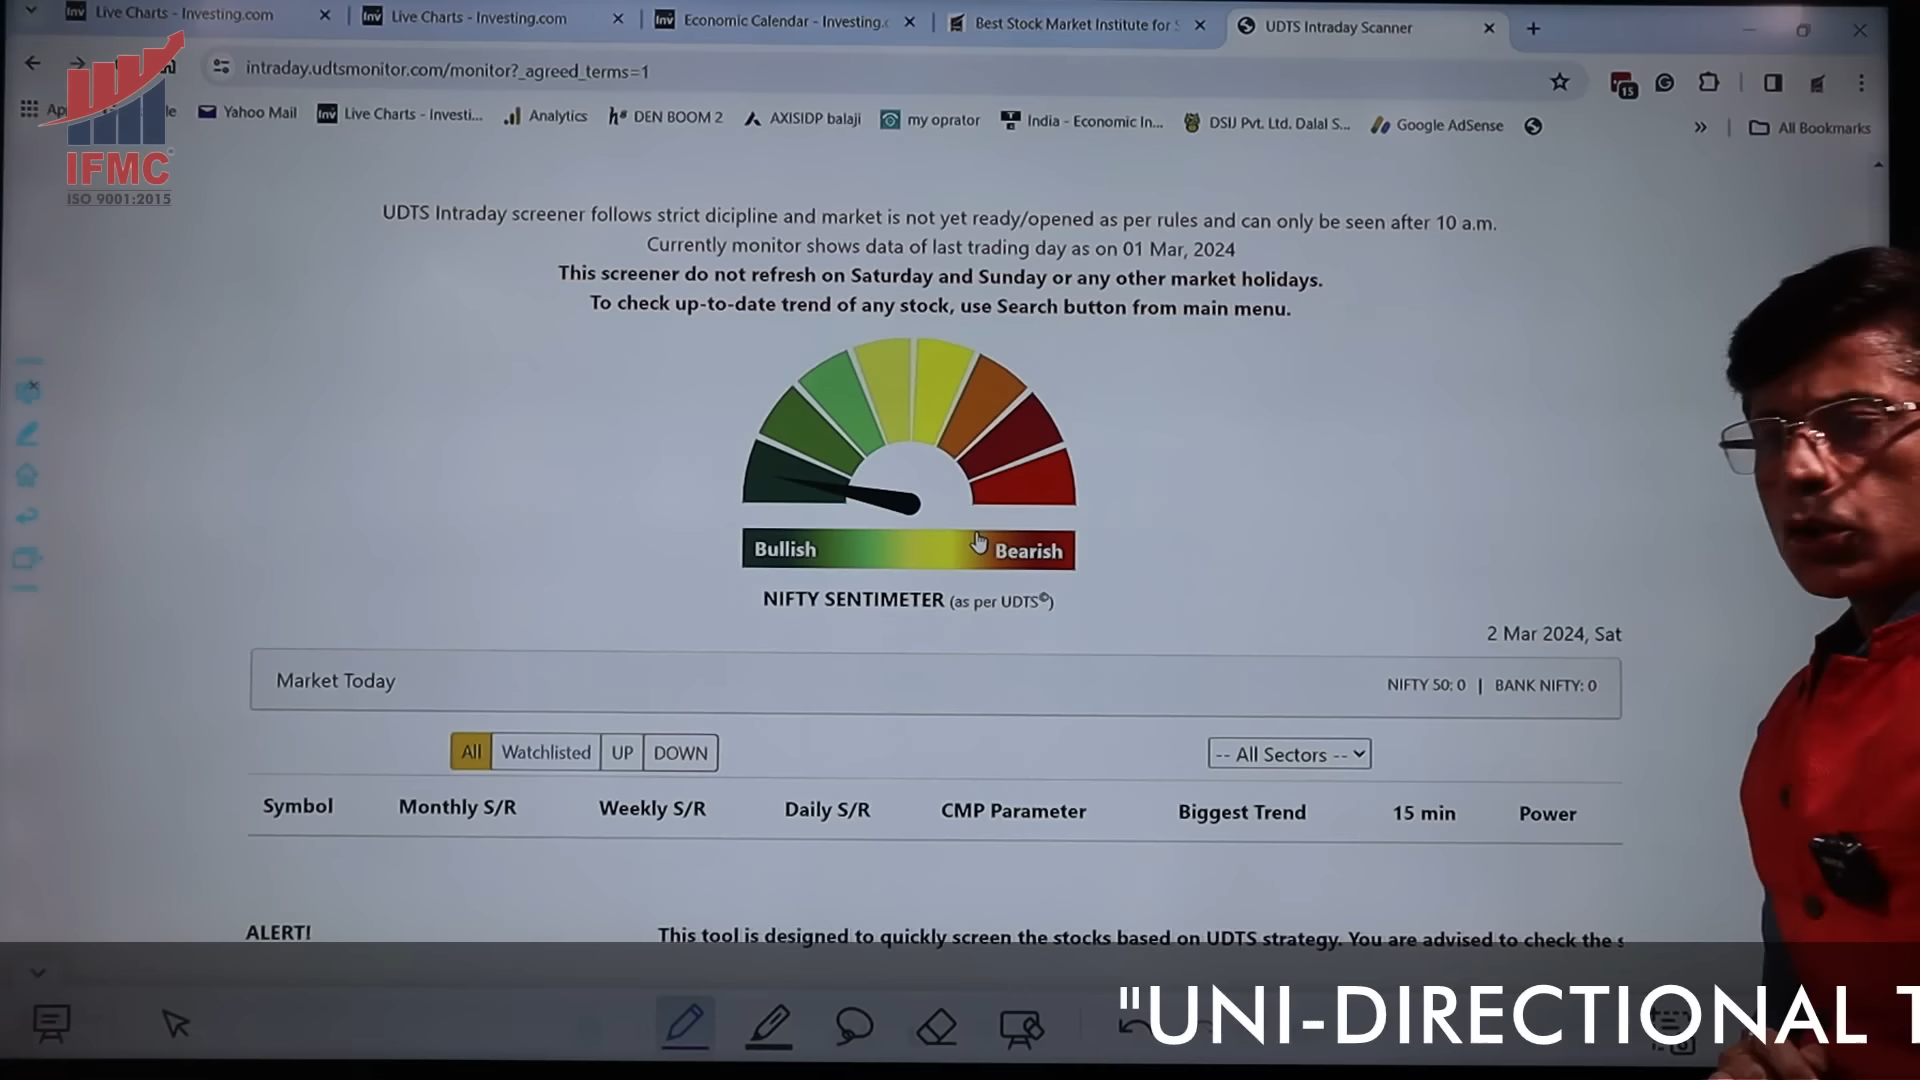 Live Charts - Investing.com
Live Charts - Investing.com
Economic Calendar - Investing.c
Best Stock Market Institute for S
UDTS Intraday Scanner
intraday.udtsmonitor.com/monitor?_agreed_terms=1
15
Yahoo Mail
Live Charts - Investi...
Analytics
DEN BOOM 2
AXISIDP balaji
my oprator
India - Economic In...
DSIJ Pvt. Ltd. Dalal S...
Google AdSense
All Bookmarks
IFMC
ISO 9001:2015
UDTS Intraday screener follows strict dicipline and market is not yet ready/opened as per rules and can only be seen after 10 a.m.
Currently monitor shows data of last trading day as on 01 Mar, 2024
This screener do not refresh on Saturday and Sunday or any other market holidays.
To check up-to-date trend of any stock, use Search button from main menu.
Bullish Bearish
NIFTY SENTIMETER (as per UDTS©)
2 Mar 2024, Sat
Market Today NIFTY 50: 0 | BANK NIFTY: 0
All Watchlisted UP DOWN -- All Sectors --
Symbol Monthly S/R Weekly S/R Daily S/R CMP Parameter Biggest Trend 15 min Power
ALERT! This tool is designed to quickly screen the stocks based on UDTS strategy. You are advised to check the s
"UNI-DIRECTIONAL T